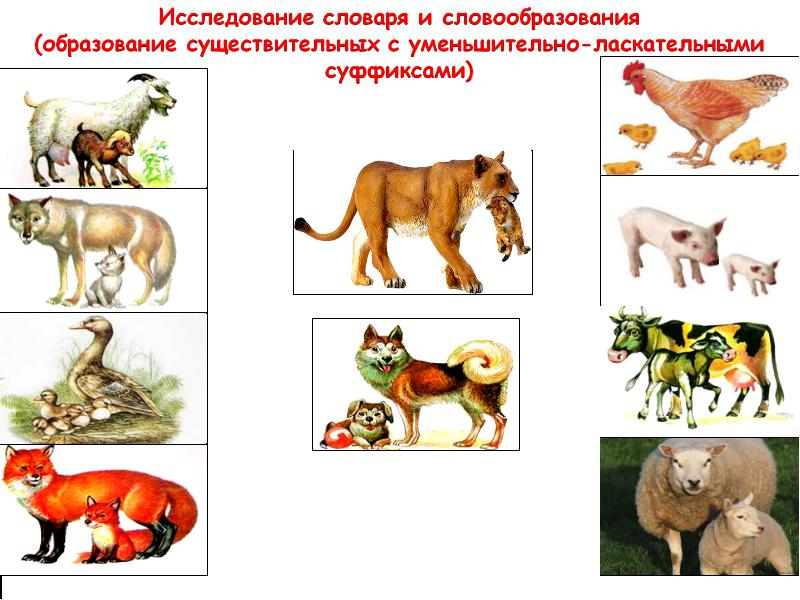 Исследование словаря и словообразования
(образование существительных с уменьшительно-ласкательными
суффиксами)